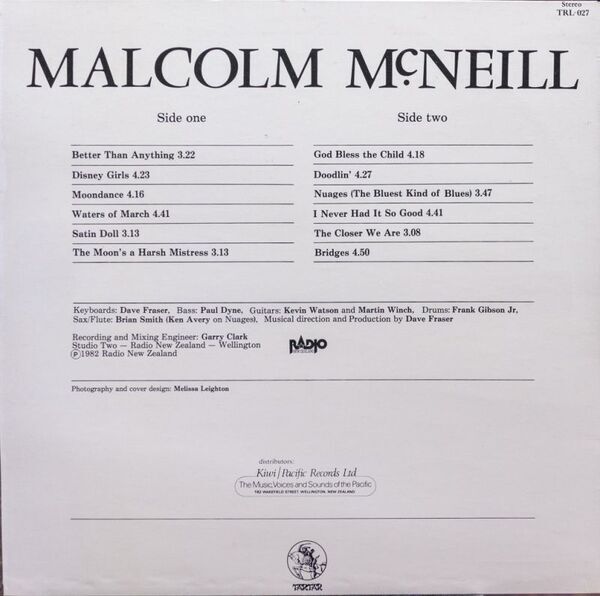 Stereo
TRL-027
MALCOLM McNEILL
Side one
Better Than Anything 3.22
Disney Girls 4.23
Moondance 4.16
Waters of March 4.41
Satin Doll 3.13
The Moon's a Harsh Mistress 3.13
Side two
God Bless the Child 4.18
Doodlin' 4.27
Nuages (The Bluest Kind of Blues) 3.47
I Never Had It So Good 4.41
The Closer We Are 3.08
Bridges 4.50
Keyboards: Dave Fraser, Bass: Paul Dyne, Guitars: Kevin Watson and Martin Winch, Drums: Frank Gibson Jr,
Sax/Flute: Brian Smith (Ken Avery on Nuages), Musical direction and Production by Dave Fraser
Recording and Mixing Engineer: Garry Clark
Studio Two — Radio New Zealand — Wellington
Ⓟ1982 Radio New Zealand
RADIO
NEW ZEALAND
Photography and cover design: Melissa Leighton
distributors:
Kiwi/Pacific Records Ltd
The Music, Voices and Sounds of the Pacific
182 WAKEFIELD STREET, WELLINGTON, NEW ZEALAND
TARTAR